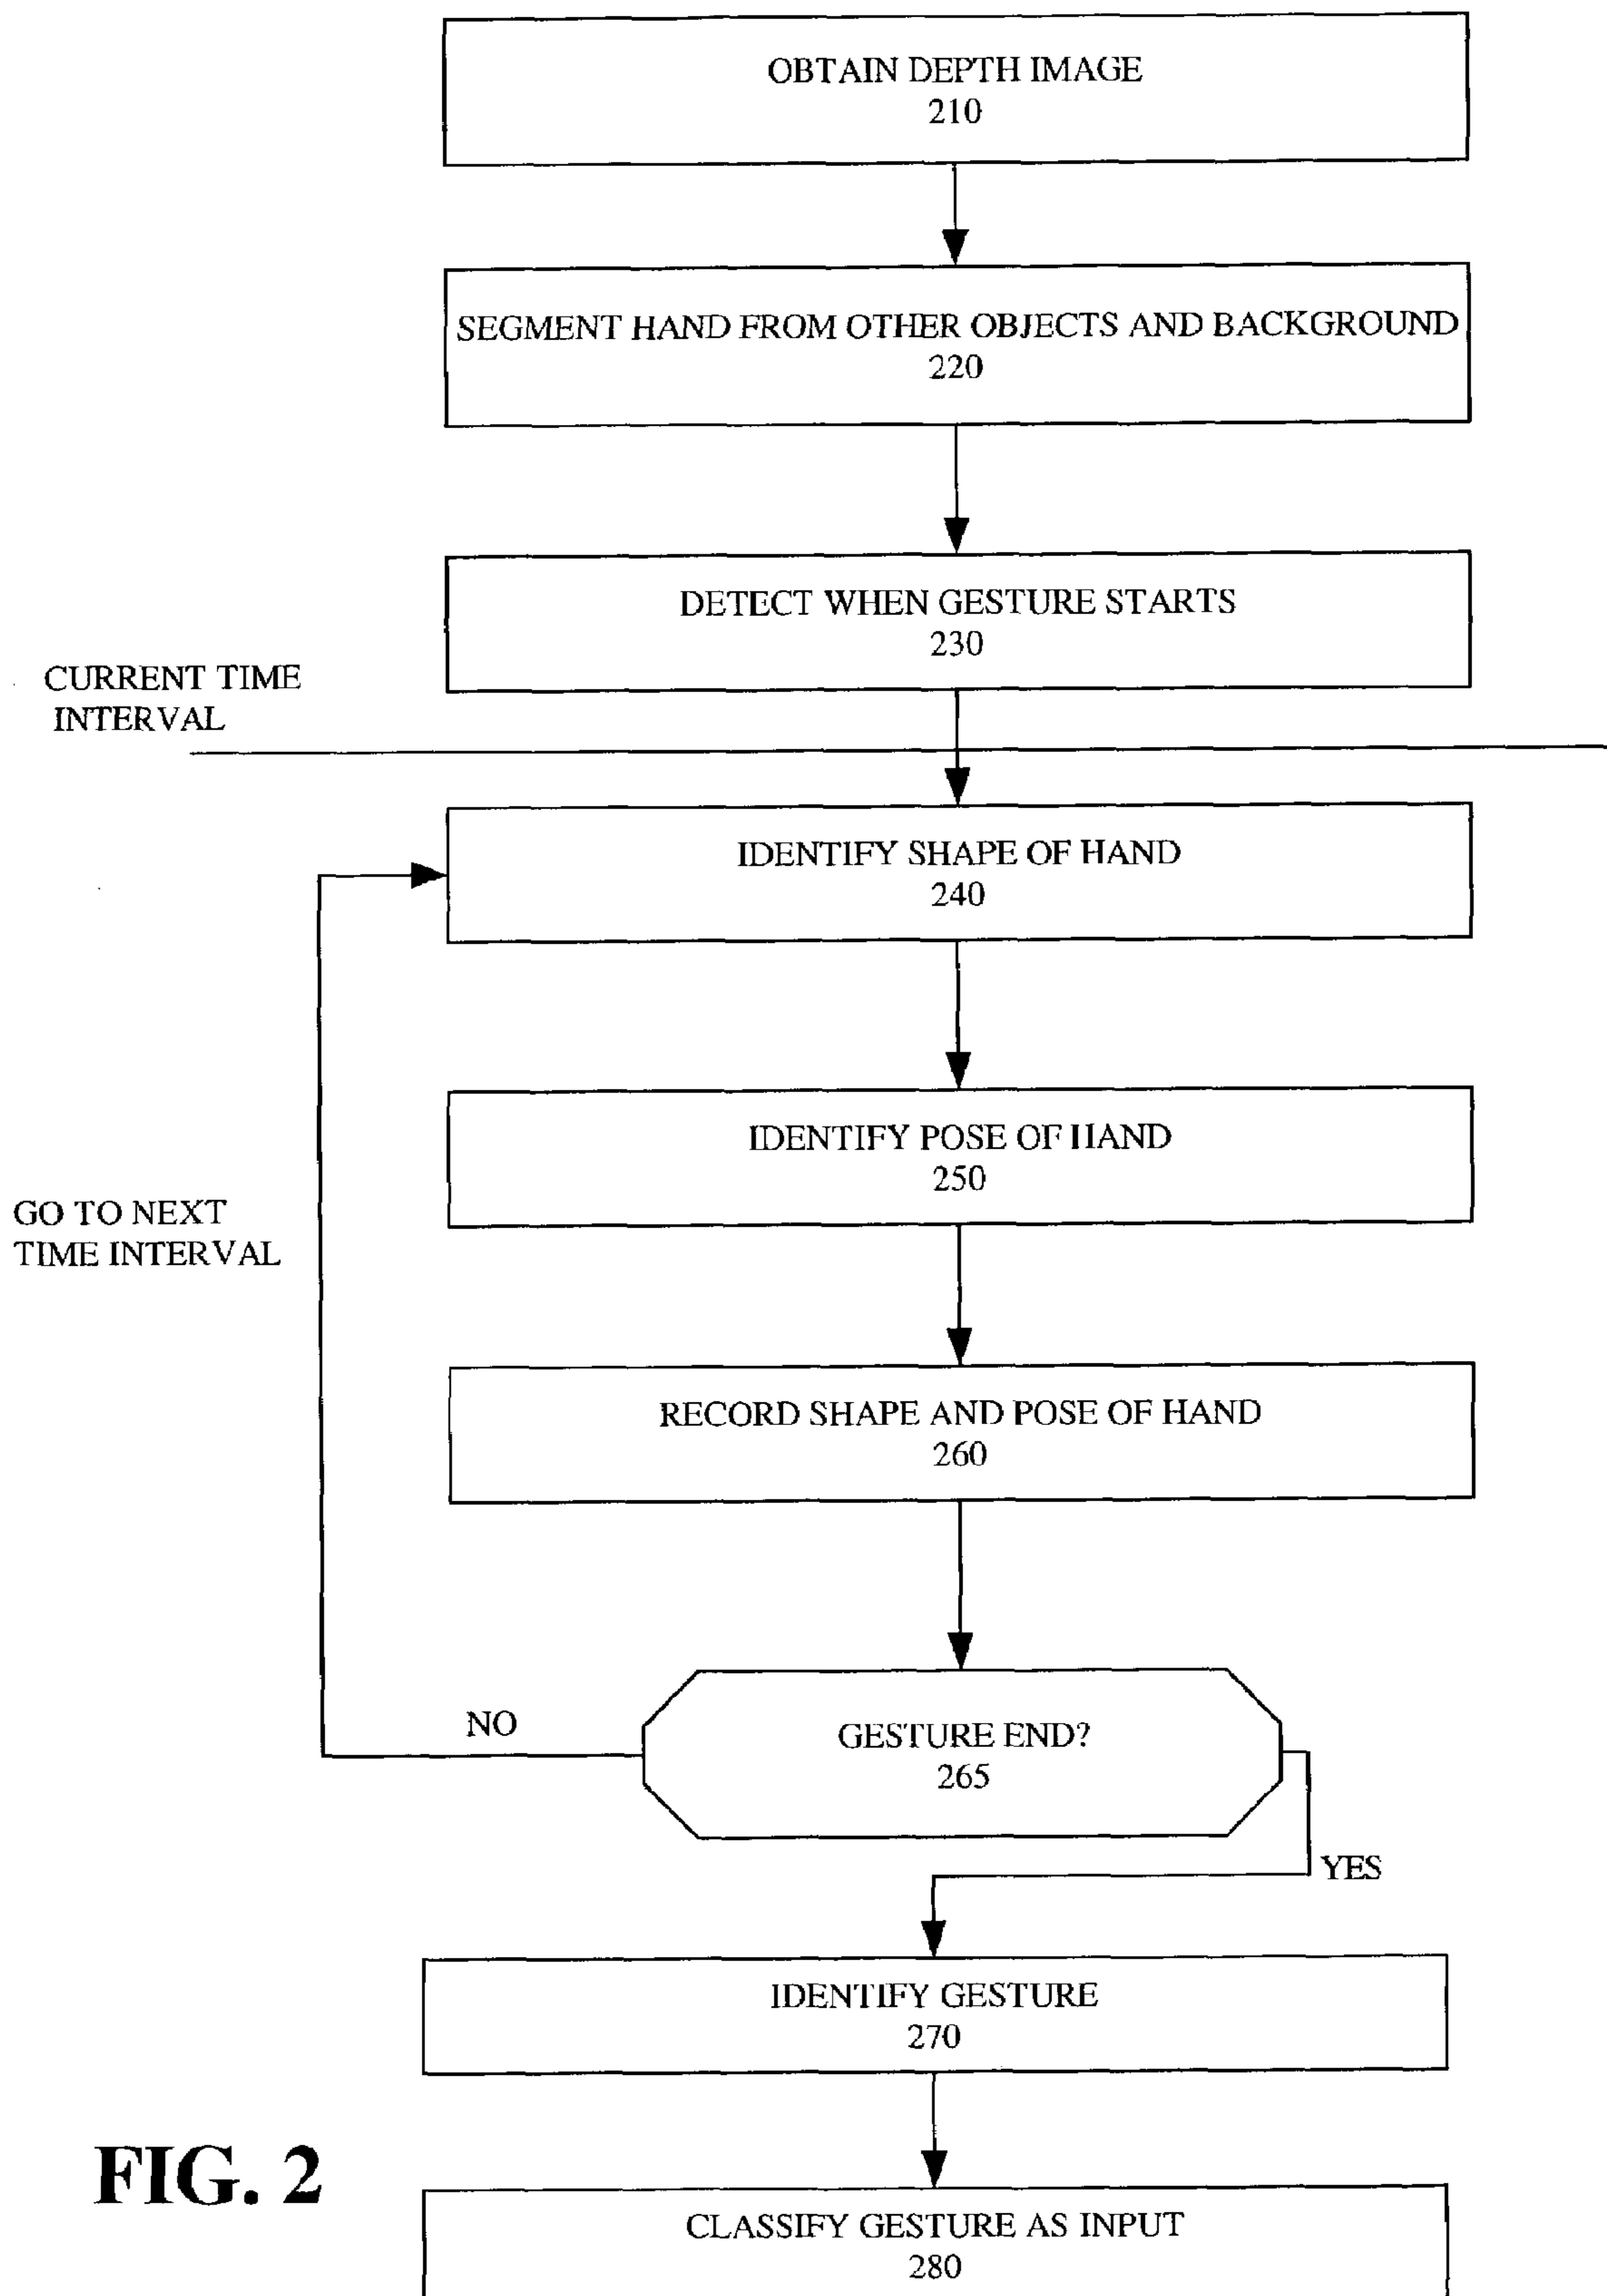 OBTAIN DEPTH IMAGE
210
SEGMENT HAND FROM OTHER OBJECTS AND BACKGROUND
220
DETECT WHEN GESTURE STARTS
230
CURRENT TIME
INTERVAL
IDENTIFY SHAPE OF HAND
240
IDENTIFY POSE OF HAND
250
GO TO NEXT
TIME INTERVAL
RECORD SHAPE AND POSE OF HAND
260
NO
GESTURE END?
265
YES
IDENTIFY GESTURE
270
FIG. 2
CLASSIFY GESTURE AS INPUT
280